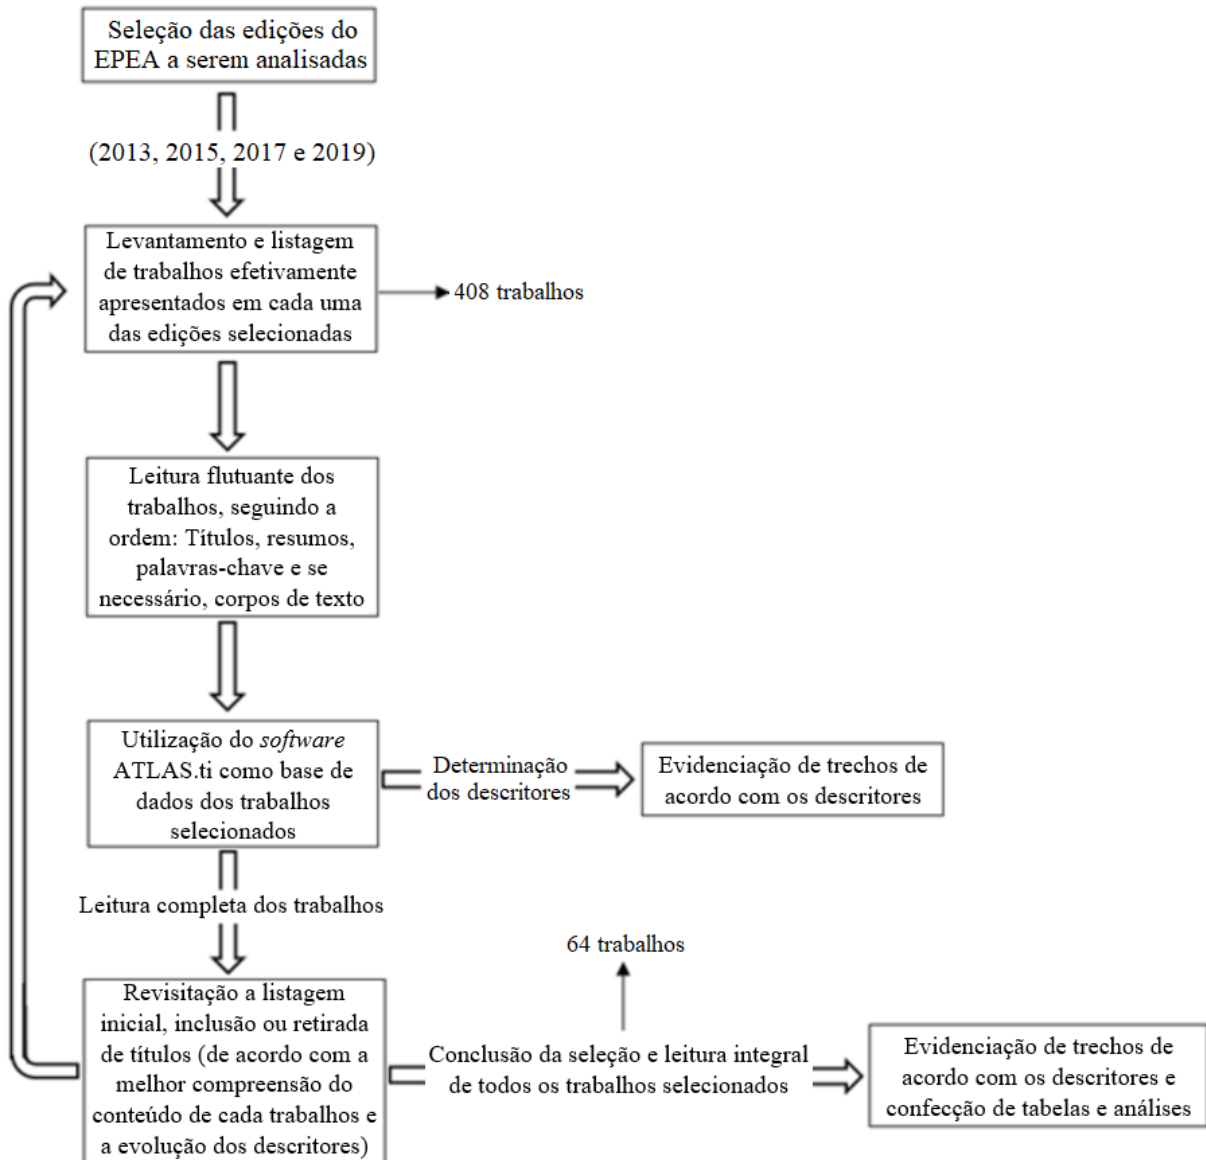 Seleção das edições do
EPEA a serem analisadas
(2013, 2015, 2017 e 2019)
Levantamento e listagem
de trabalhos efetivamente
apresentados em cada uma
das edições selecionadas
408 trabalhos
Leitura flutuante dos
trabalhos, seguindo a
ordem: Títulos, resumos,
palavras-chave e se
necessário, corpos de texto
Utilização do software
ATLAS.ti como base de
dados dos trabalhos
selecionados
Determinação
dos descritores
Evidenciação de trechos de
acordo com os descritores
Leitura completa dos trabalhos
Revisitação a listagem
inicial, inclusão ou retirada
de títulos (de acordo com a
melhor compreensão do
conteúdo de cada trabalhos e
a evolução dos descritores)
64 trabalhos
Conclusão da seleção e leitura integral
de todos os trabalhos selecionados
Evidenciação de trechos de
acordo com os descritores e
confecção de tabelas e análises